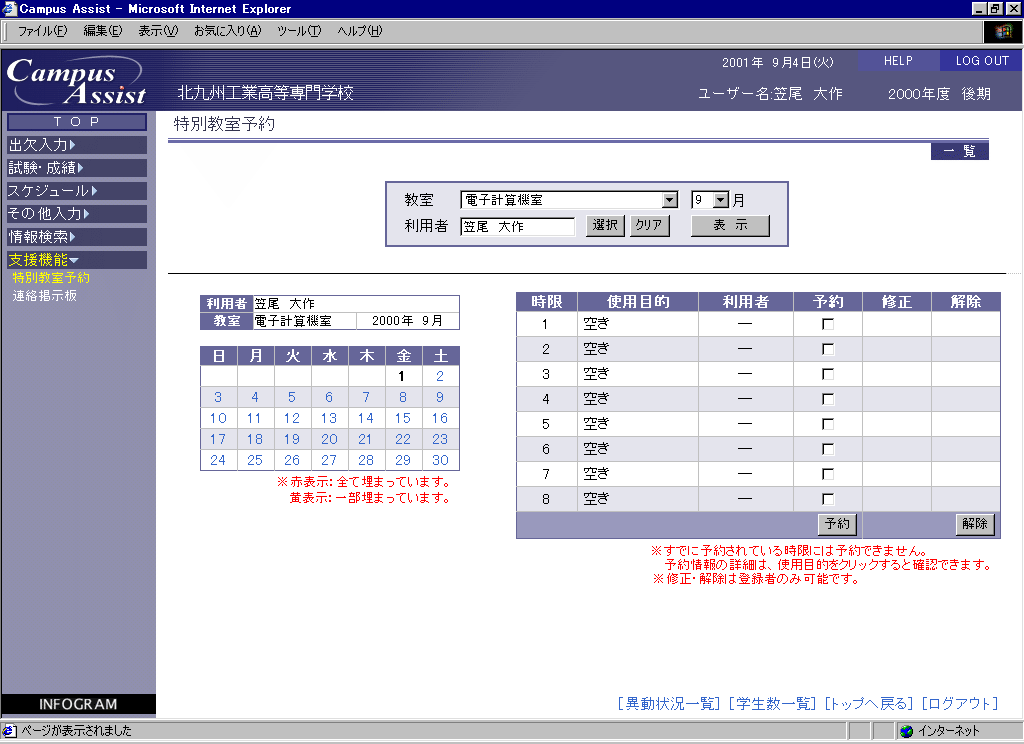 Campus Assist - Microsoft Internet Explorer
ファイル(F) 編集(E) 表示(V) お気に入り(A) ツール(T) ヘルプ(H)
Campus Assist
北九州工業高等専門学校
2001年 9月4日(火) HELP LOG OUT
ユーザー名:笠尾 大作 2000年度 後期
TOP
出欠入力
試験・成績
スケジュール
その他入力
情報検索
支援機能
特別教室予約
連絡掲示板
INFOGRAM
特別教室予約
一 覧
教室 電子計算機室 9 月
利用者 笠尾 大作 選択 クリア 表 示
利用者 笠尾 大作
教室 電子計算機室 2000年 9月
日 月 火 水 木 金 土
1 2
3 4 5 6 7 8 9
10 11 12 13 14 15 16
17 18 19 20 21 22 23
24 25 26 27 28 29 30
※赤表示:全て埋まっています。
黄表示:一部埋まっています。
時限 使用目的 利用者 予約 修正 解除
1 空き ―
2 空き ―
3 空き ―
4 空き ―
5 空き ―
6 空き ―
7 空き ―
8 空き ―
予約 解除
※すでに予約されている時限には予約できません。
予約情報の詳細は、使用目的をクリックすると確認できます。
※修正・解除は登録者のみ可能です。
[異動状況一覧] [学生数一覧] [トップへ戻る] [ログアウト]
ページが表示されました インターネット